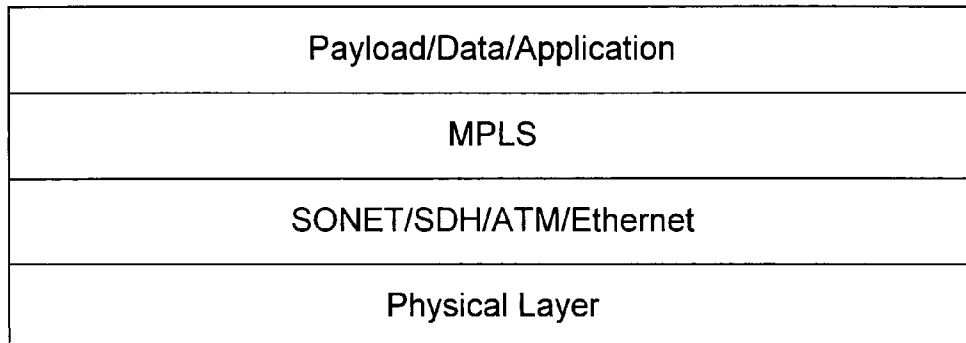 Payload/Data/Application
MPLS
SONET/SDH/ATM/Ethernet
Physical Layer